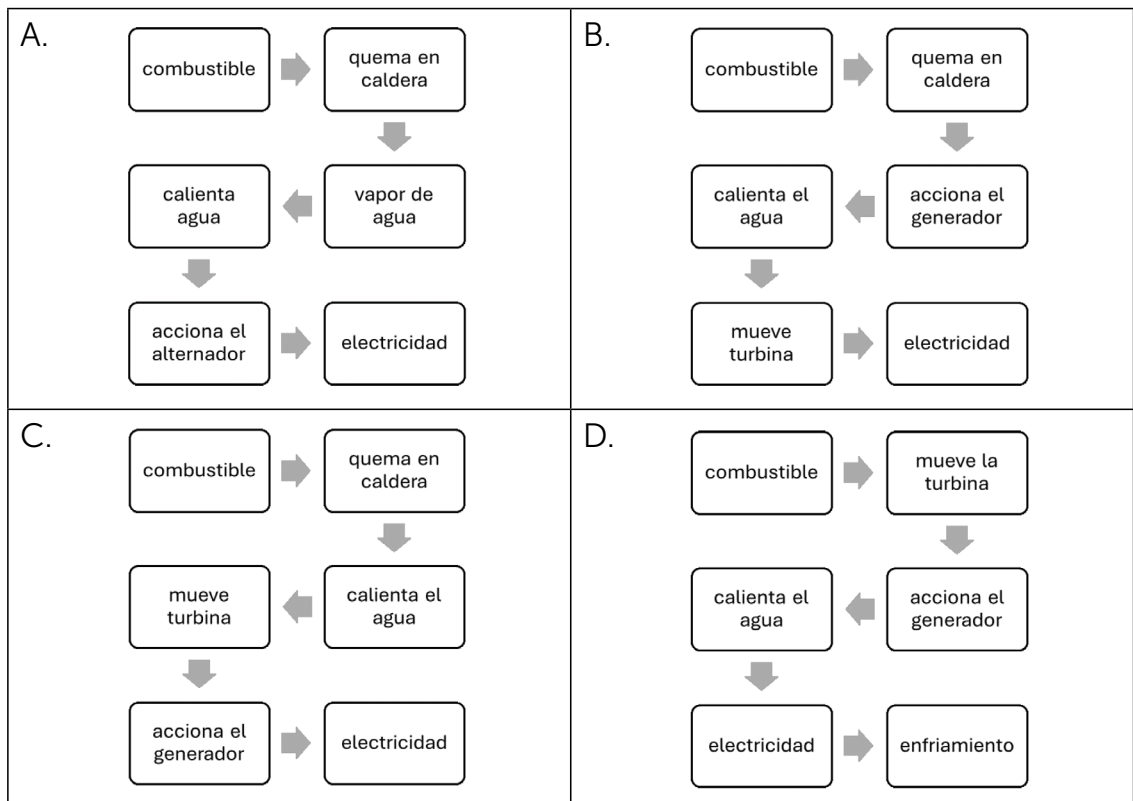 A.
combustible
quema en
caldera
vapor de
agua
calienta
agua
acciona el
alternador
electricidad
B.
combustible
quema en
caldera
acciona el
generador
calienta el
agua
mueve
turbina
electricidad
C.
combustible
quema en
caldera
calienta el
agua
mueve
turbina
acciona el
generador
electricidad
D.
combustible
mueve la
turbina
acciona el
generador
calienta el
agua
electricidad
enfriamiento